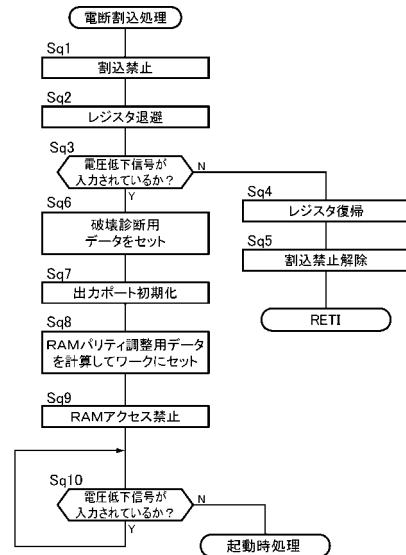 電断割込処理
Sq1
割込禁止
Sq2
レジスタ退避
Sq3
電圧低下信号が
入力されているか？
N
Y
Sq4
レジスタ復帰
Sq5
割込禁止解除
RETI
Sq6
破壊診断用
データをセット
Sq7
出力ポート初期化
Sq8
RAMパリティ調整用データ
を計算してワークにセット
Sq9
RAMアクセス禁止
Sq10
電圧低下信号が
入力されているか？
N
Y
起動時処理